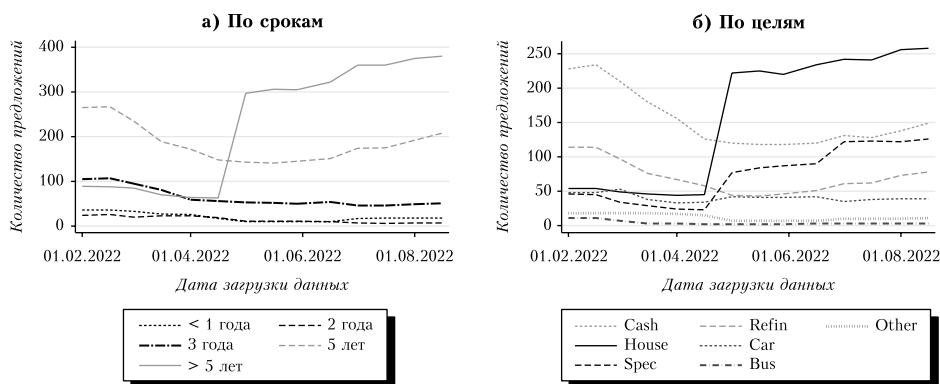 а) По срокам
Количество предложений
400
300
200
100
0
01.02.2022 01.04.2022 01.06.2022 01.08.2022
Дата загрузки данных
< 1 года 2 года
3 года 5 лет
> 5 лет
б) По целям
Количество предложений
250
200
150
100
50
0
01.02.2022 01.04.2022 01.06.2022 01.08.2022
Дата загрузки данных
Cash Refin Other
House Car
Spec Bus